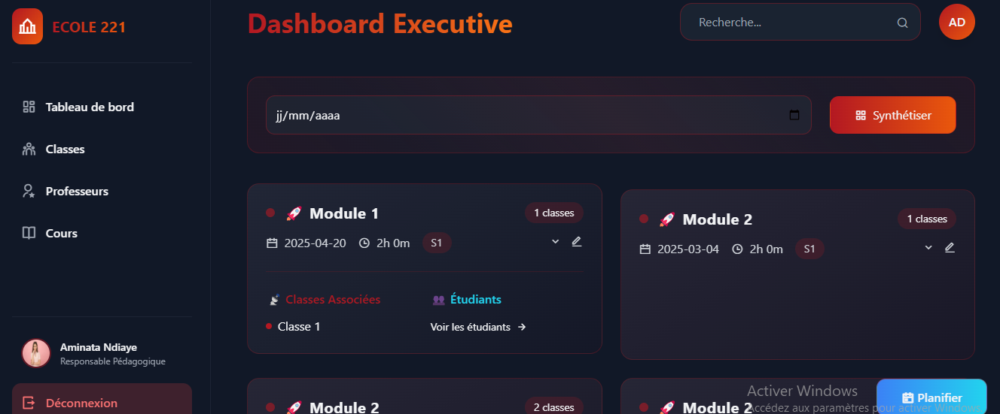 ECOLE 221
Tableau de bord
Classes
Professeurs
Cours
Aminata Ndiaye
Responsable Pédagogique
Déconnexion
Dashboard Executive
Recherche...
AD
jj/mm/aaaa
Synthétiser
Module 1
1 classes
2025-04-20 2h 0m S1
Classes Associées
Étudiants
Classe 1
Voir les étudiants →
Module 2
1 classes
2025-03-04 2h 0m S1
Module 2
2 classes
Module 2
Planifier
Activer Windows
Accédez aux paramètres pour activer Windows.